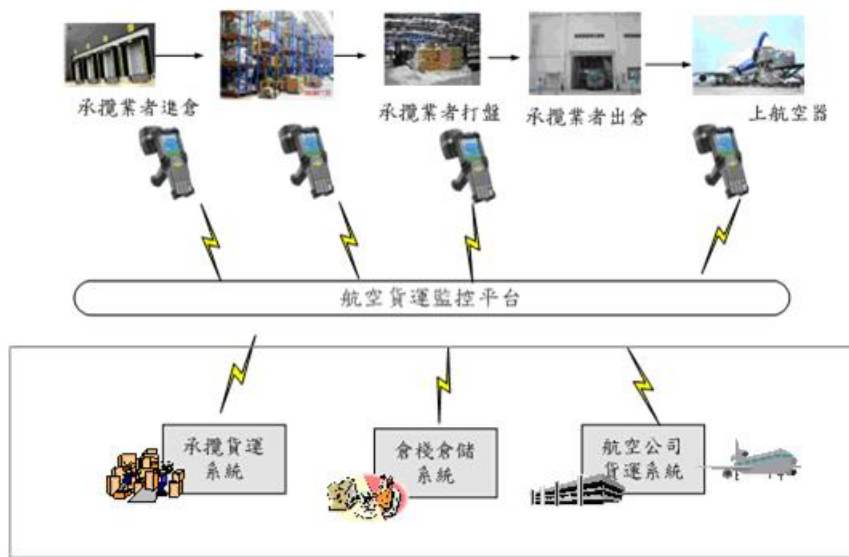 承攬業者進倉
承攬業者打盤
承攬業者出倉
上航空器
航空貨運監控平台
承攬貨運
系統
倉棧倉儲
系統
航空公司
貨運系統